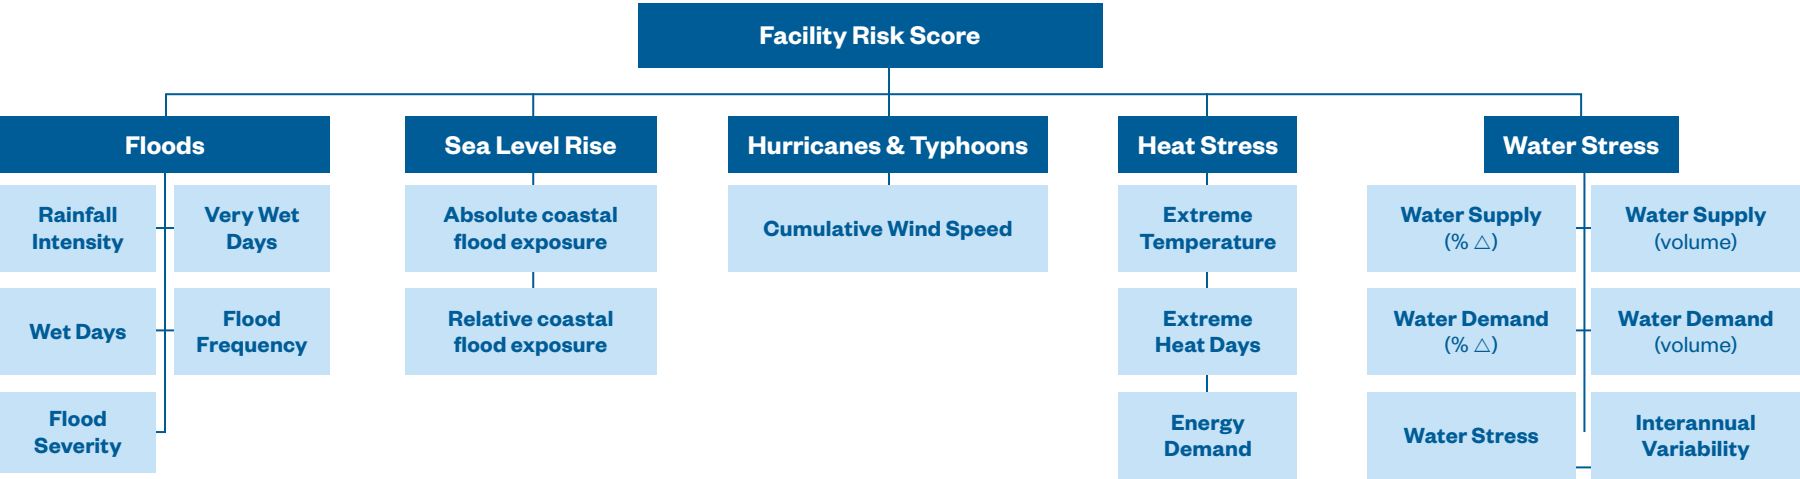 Facility Risk Score
Floods
Sea Level Rise
Hurricanes & Typhoons
Heat Stress
Water Stress
Rainfall
Intensity
Very Wet
Days
Wet Days
Flood
Frequency
Flood
Severity
Absolute coastal
flood exposure
Relative coastal
flood exposure
Cumulative Wind Speed
Extreme
Temperature
Extreme
Heat Days
Energy
Demand
Water Supply
(% △)
Water Supply
(volume)
Water Demand
(% △)
Water Demand
(volume)
Water Stress
Interannual
Variability